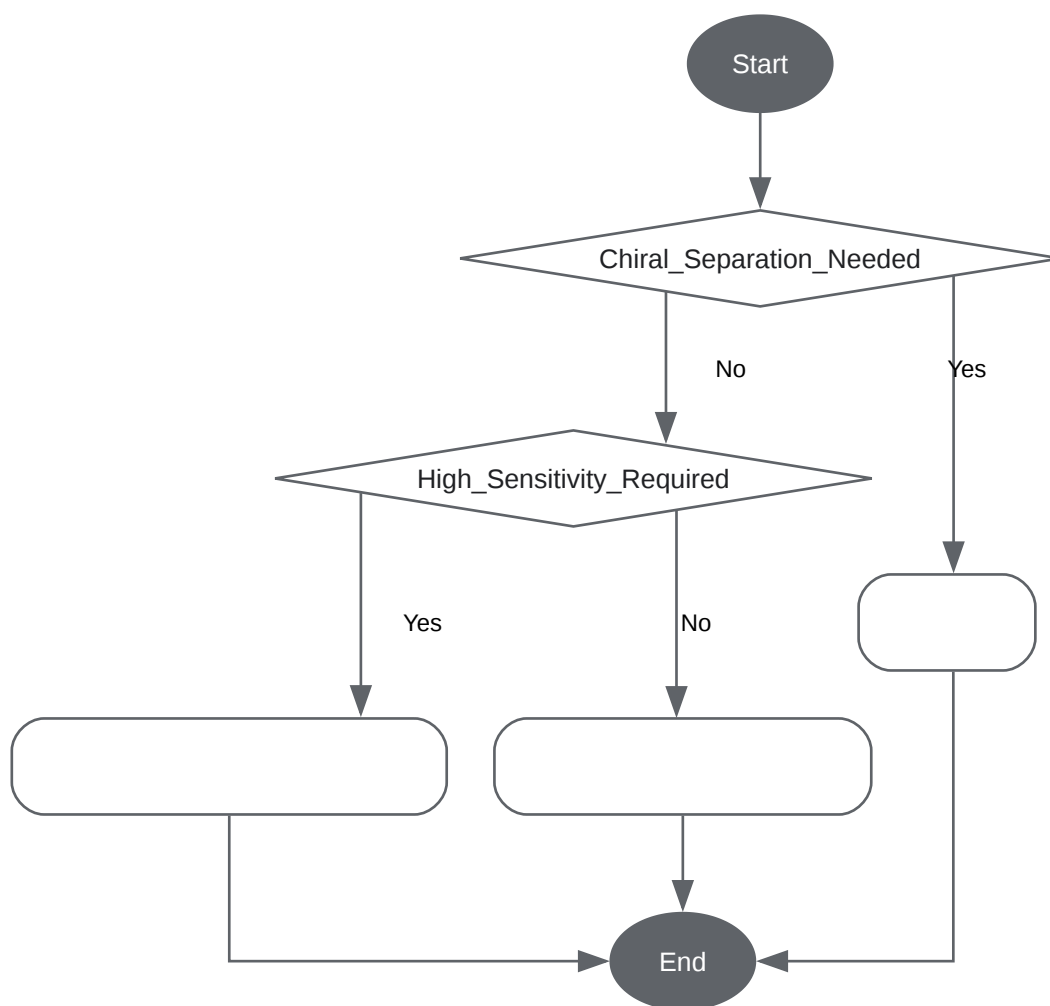 Start
Chiral_Separation_Needed
No
Yes
High_Sensitivity_Required
Yes
No
End